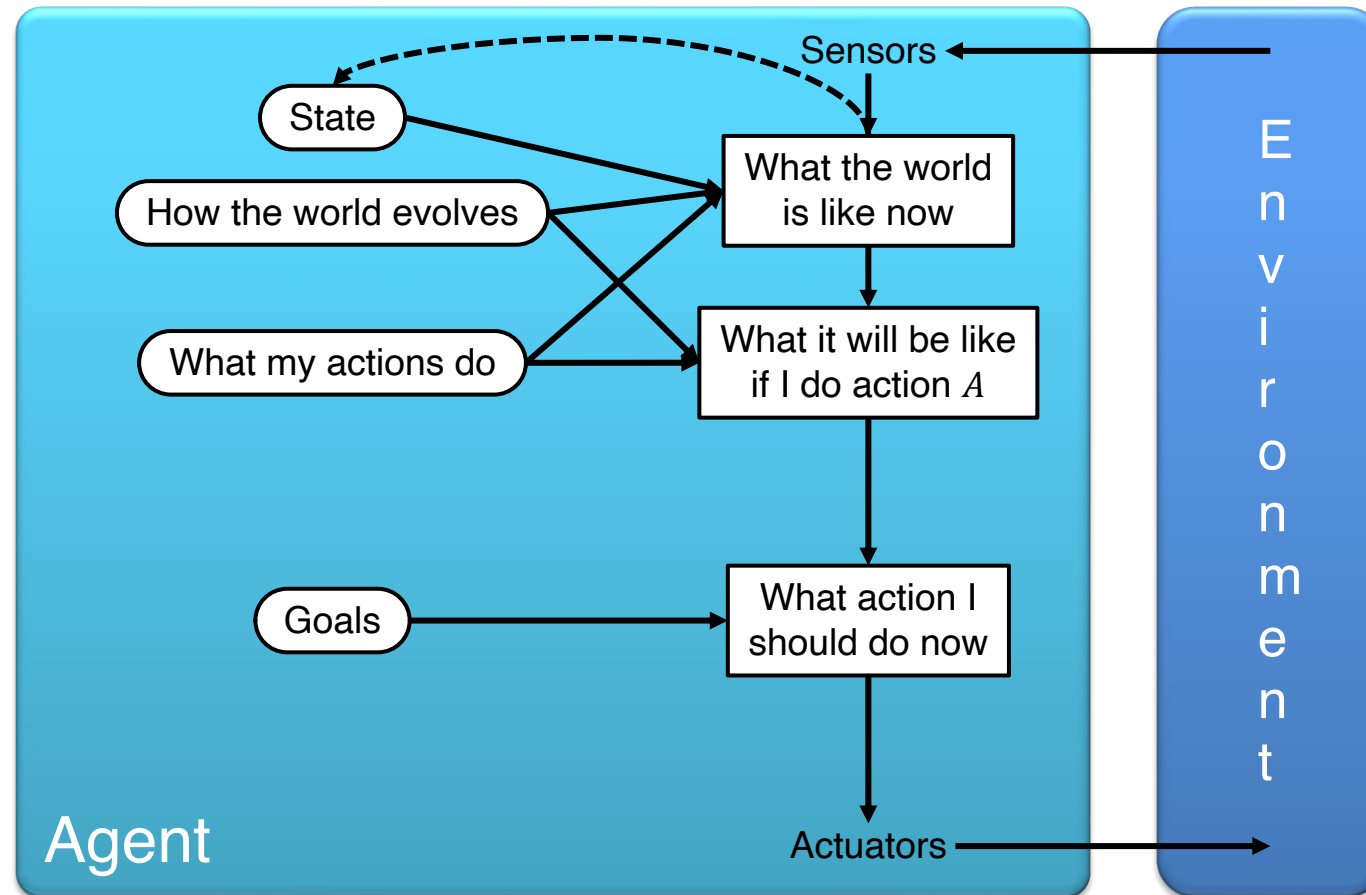 Sensors
State
What the world
is like now
How the world evolves
What it will be like
if I do action A
What my actions do
What action I
should do now
Goals
Actuators
Agent
Environment